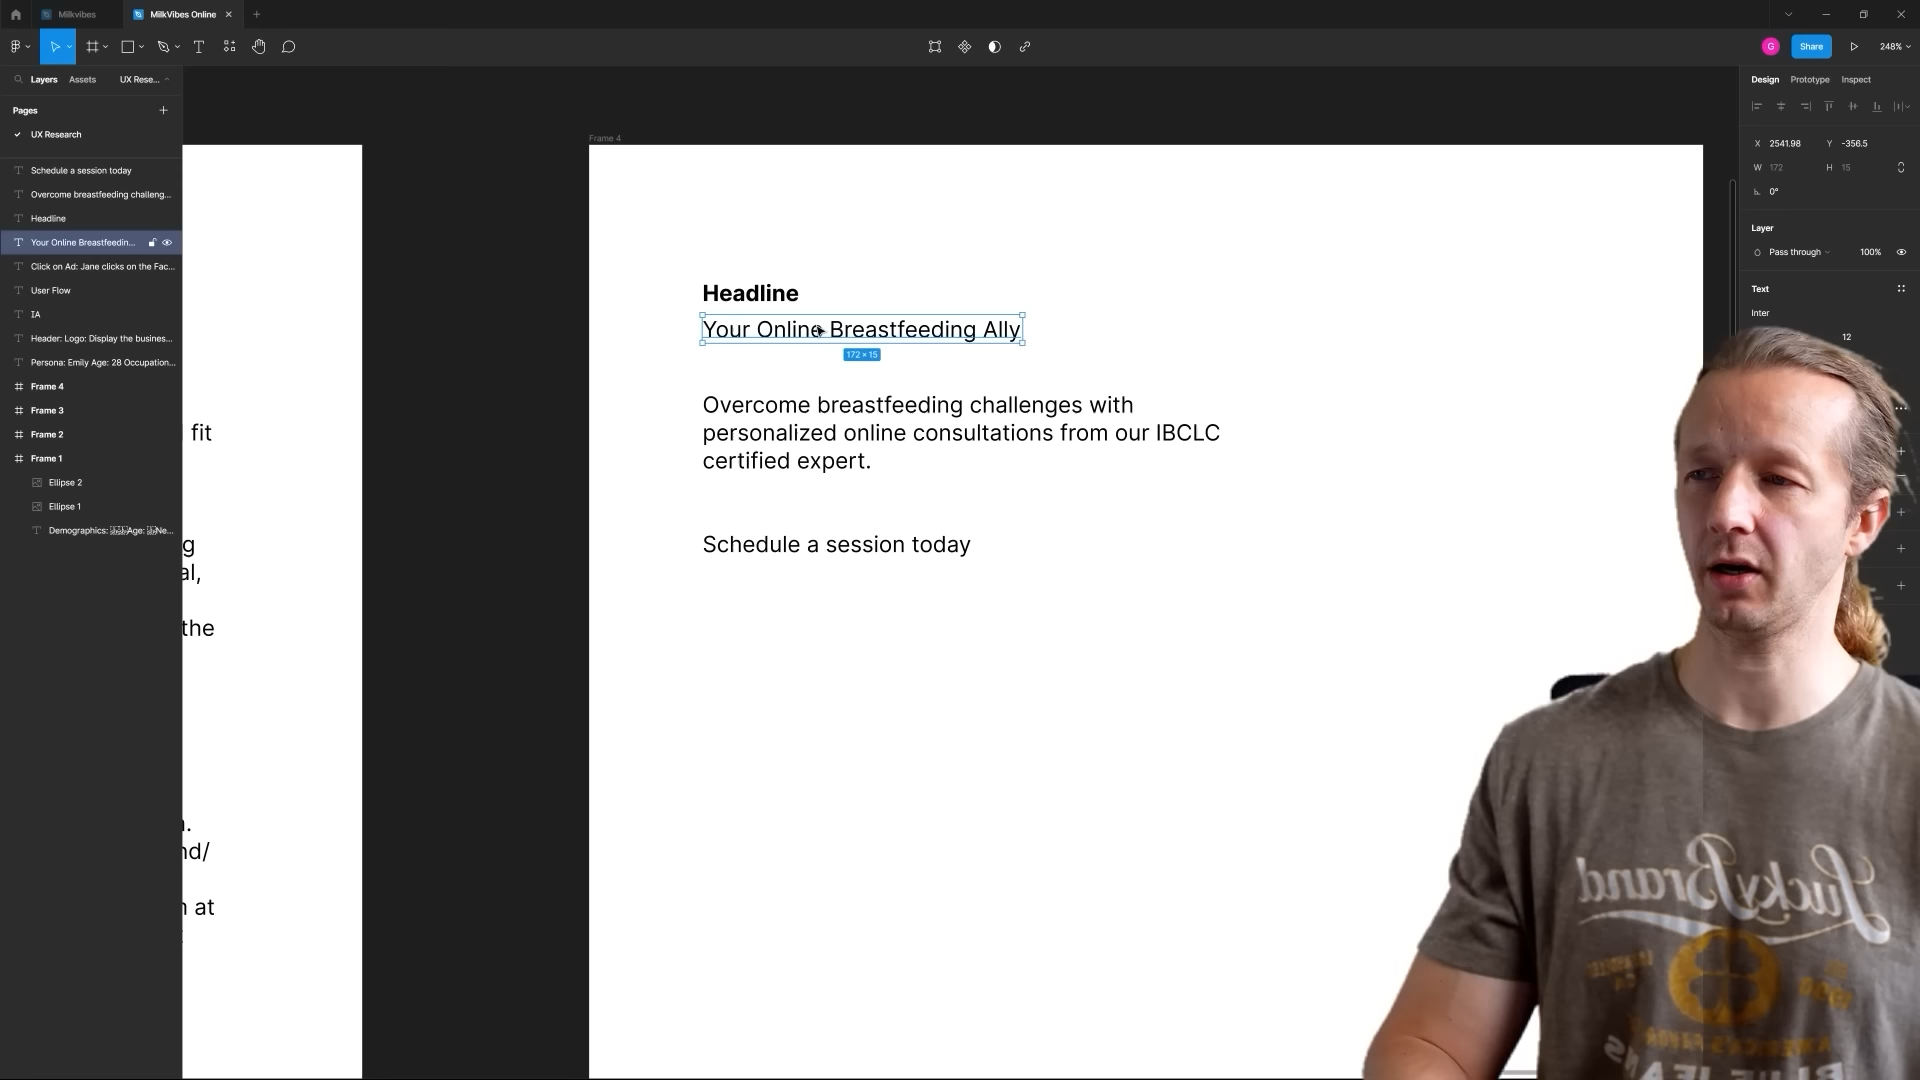 Milkvibes
MilkVibes Online
G
Share
248%
Layers
Assets
UX Rese...
Pages
UX Research
Schedule a session today
Overcome breastfeeding challeng...
Headline
Your Online Breastfeedin...
Click on Ad: Jane clicks on the Fac...
User Flow
IA
Header: Logo: Display the busines...
Persona: Emily Age: 28 Occupation...
Frame 4
Frame 3
Frame 2
Frame 1
Ellipse 2
Ellipse 1
fit
g
al,
the
nd/
at
Frame 4
Headline
Your Online Breastfeeding Ally
172 × 15
Overcome breastfeeding challenges with
personalized online consultations from our IBCLC
certified expert.
Schedule a session today
Design
Prototype
Inspect
X 2541.98 Y -356.5
W 172 H 15
0°
Layer
Pass through
100%
Text
Inter
12
Lucky Brand